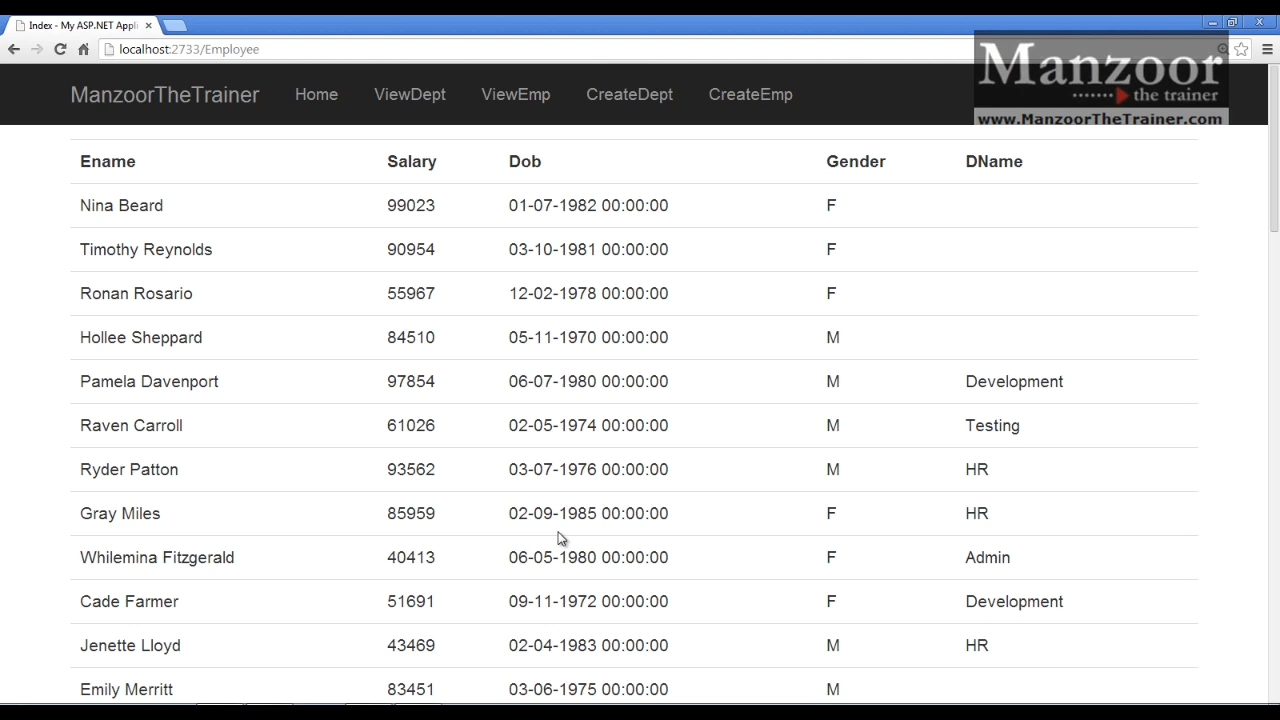 Index - My ASP.NET Appli
localhost:2733/Employee
Manzoor
the trainer
www.ManzoorTheTrainer.com
ManzoorTheTrainer Home ViewDept ViewEmp CreateDept CreateEmp
Ename Salary Dob Gender DName
Nina Beard 99023 01-07-1982 00:00:00 F
Timothy Reynolds 90954 03-10-1981 00:00:00 F
Ronan Rosario 55967 12-02-1978 00:00:00 F
Hollee Sheppard 84510 05-11-1970 00:00:00 M
Pamela Davenport 97854 06-07-1980 00:00:00 M Development
Raven Carroll 61026 02-05-1974 00:00:00 M Testing
Ryder Patton 93562 03-07-1976 00:00:00 M HR
Gray Miles 85959 02-09-1985 00:00:00 F HR
Whilemina Fitzgerald 40413 06-05-1980 00:00:00 F Admin
Cade Farmer 51691 09-11-1972 00:00:00 F Development
Jenette Lloyd 43469 02-04-1983 00:00:00 M HR
Emily Merritt 83451 03-06-1975 00:00:00 M